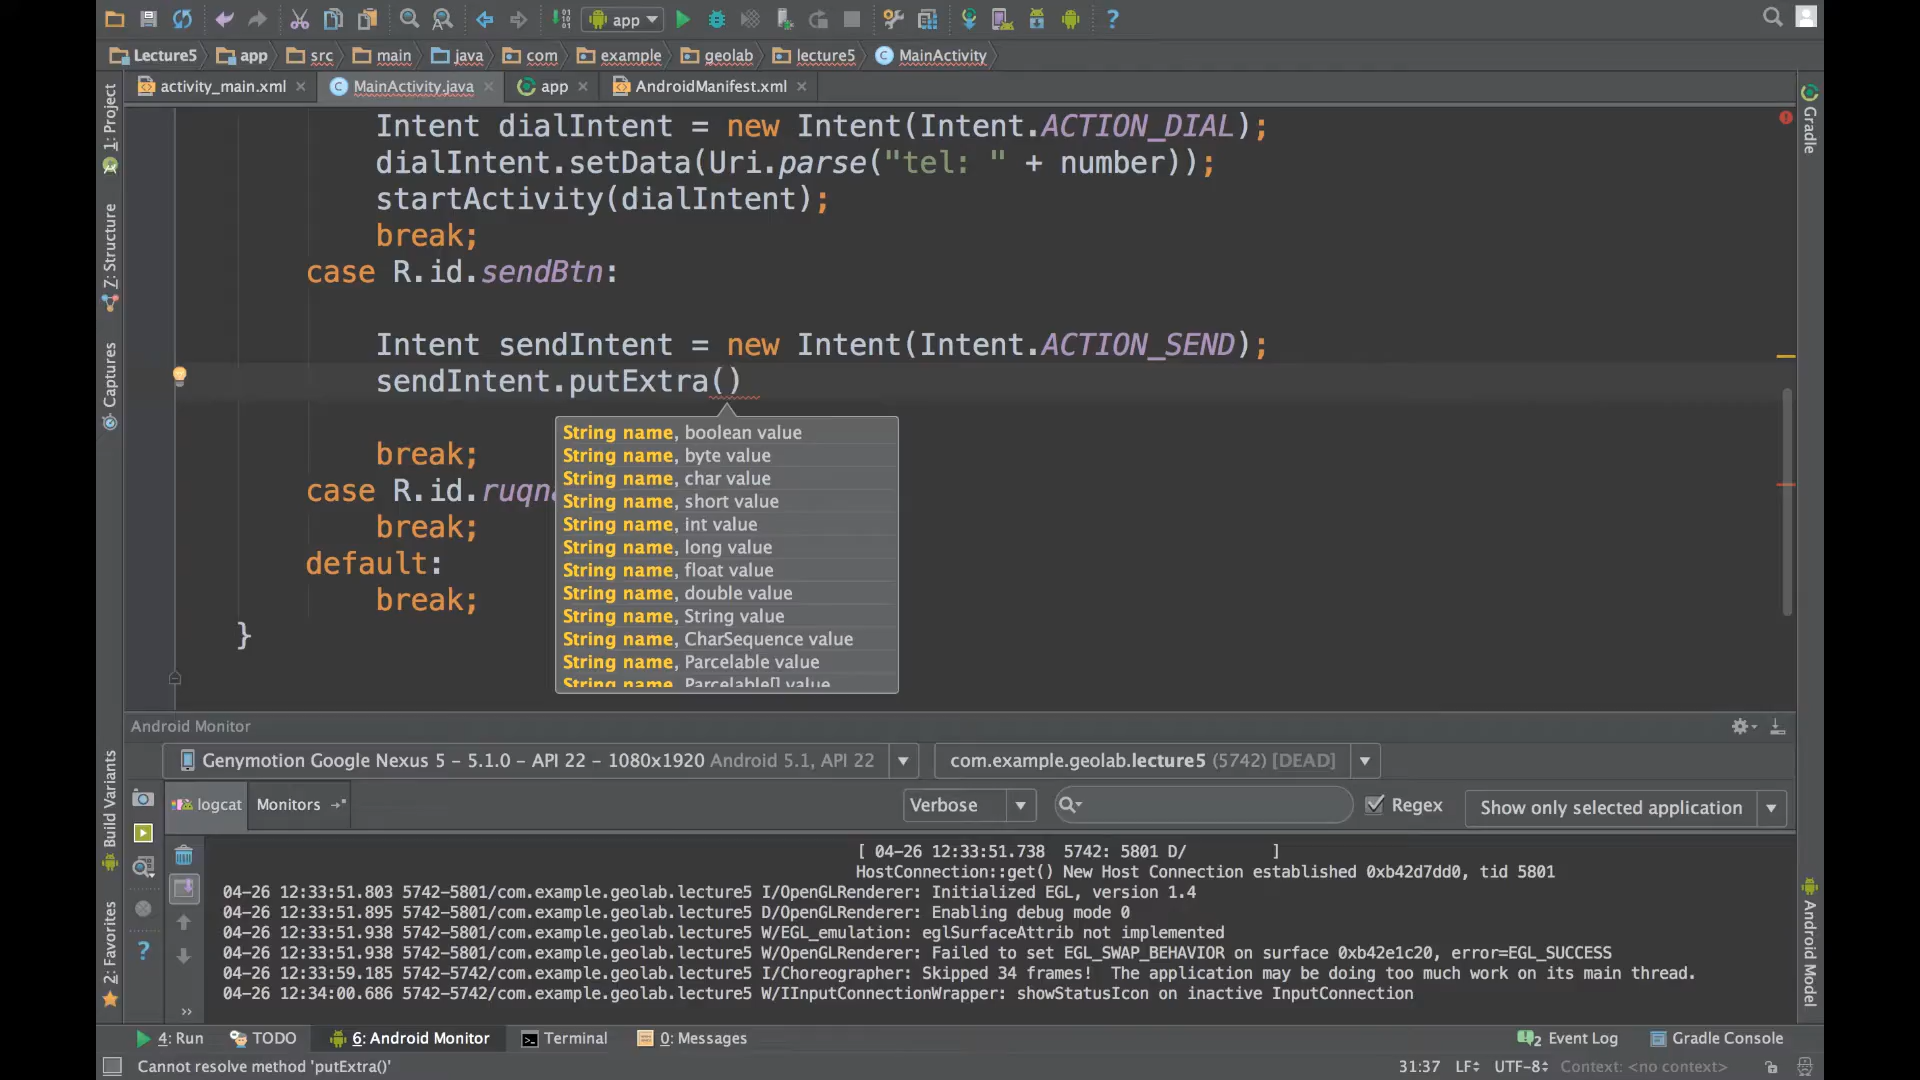 app
Lecture5 app src main java com example geolab lecture5 MainActivity
activity_main.xml MainActivity.java app AndroidManifest.xml
1: Project
7: Structure
Captures
Build Variants
2: Favorites
Gradle
Android Model
Intent dialIntent = new Intent(Intent.ACTION_DIAL);
dialIntent.setData(Uri.parse("tel: " + number));
startActivity(dialIntent);
break;
case R.id.sendBtn:
Intent sendIntent = new Intent(Intent.ACTION_SEND);
sendIntent.putExtra()
String name, boolean value
String name, byte value
break;
String name, char value
case R.id.
String name, short value
break;
String name, int value
String name, long value
default:
String name, float value
String name, double value
break;
String name, String value
}
String name, CharSequence value
String name, Parcelable value
String name, Parcelable[] value
Android Monitor
Genymotion Google Nexus 5 - 5.1.0 - API 22 - 1080x1920 Android 5.1, API 22 com.example.geolab.lecture5 (5742) [DEAD]
logcat Monitors Verbose Regex Show only selected application
[ 04-26 12:33:51.738 5742: 5801 D/ ]
HostConnection::get() New Host Connection established 0xb42d7dd0, tid 5801
04-26 12:33:51.803 5742-5801/com.example.geolab.lecture5 I/OpenGLRenderer: Initialized EGL, version 1.4
04-26 12:33:51.895 5742-5801/com.example.geolab.lecture5 D/OpenGLRenderer: Enabling debug mode 0
04-26 12:33:51.938 5742-5801/com.example.geolab.lecture5 W/EGL_emulation: eglSurfaceAttrib not implemented
04-26 12:33:51.938 5742-5801/com.example.geolab.lecture5 W/OpenGLRenderer: Failed to set EGL_SWAP_BEHAVIOR on surface 0xb42e1c20, error=EGL_SUCCESS
04-26 12:33:59.185 5742-5742/com.example.geolab.lecture5 I/Choreographer: Skipped 34 frames! The application may be doing too much work on its main thread.
04-26 12:34:00.686 5742-5742/com.example.geolab.lecture5 W/IInputConnectionWrapper: showStatusIcon on inactive InputConnection
4: Run TODO 6: Android Monitor Terminal 0: Messages 2 Event Log Gradle Console
Cannot resolve method 'putExtra()' 31:37 LF UTF-8 Context: <no context>